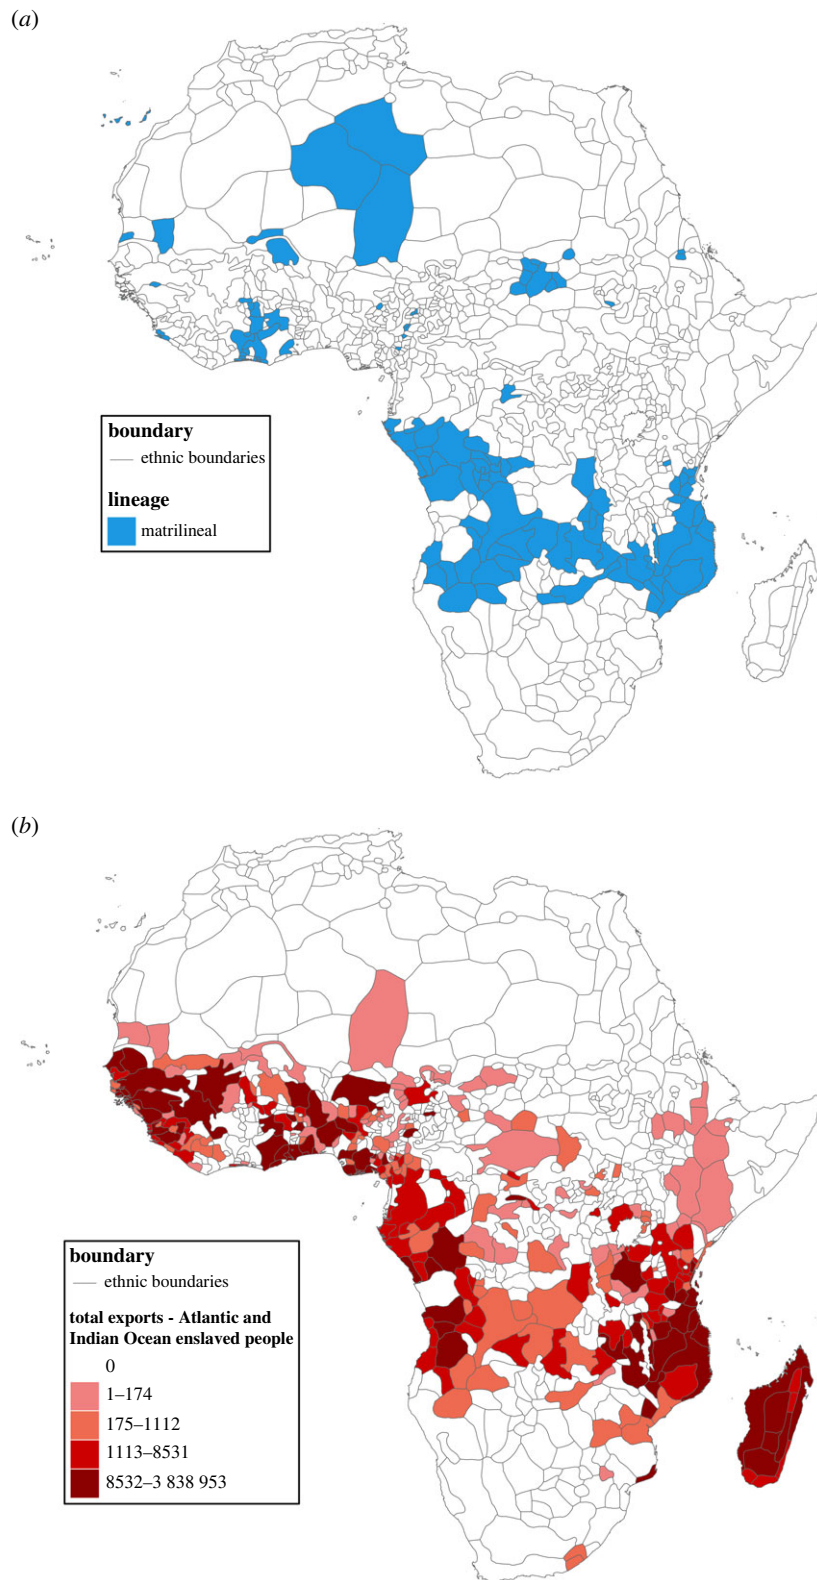 (a)
boundary
ethnic boundaries
lineage
matrilineal
(b)
boundary
ethnic boundaries
total exports - Atlantic and
Indian Ocean enslaved people
0
1–174
175–1112
1113–8531
8532–3 838 953